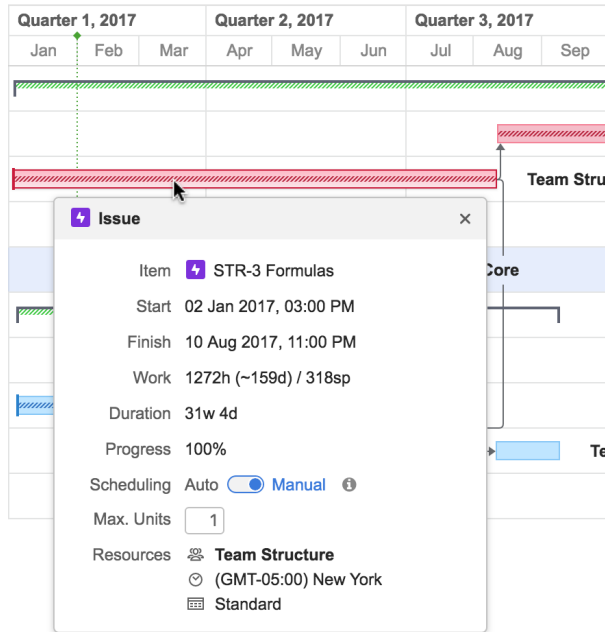 Quarter 1, 2017 Quarter 2, 2017 Quarter 3, 2017
Jan Feb Mar Apr May Jun Jul Aug Sep
Team Stru
Issue
Core
Item STR-3 Formulas
Start 02 Jan 2017, 03:00 PM
Finish 10 Aug 2017, 11:00 PM
Work 1272h (~159d) / 318sp
Duration 31w 4d
Progress 100%
Te
Scheduling Auto Manual
Max. Units 1
Resources Team Structure
(GMT-05:00) New York
Standard